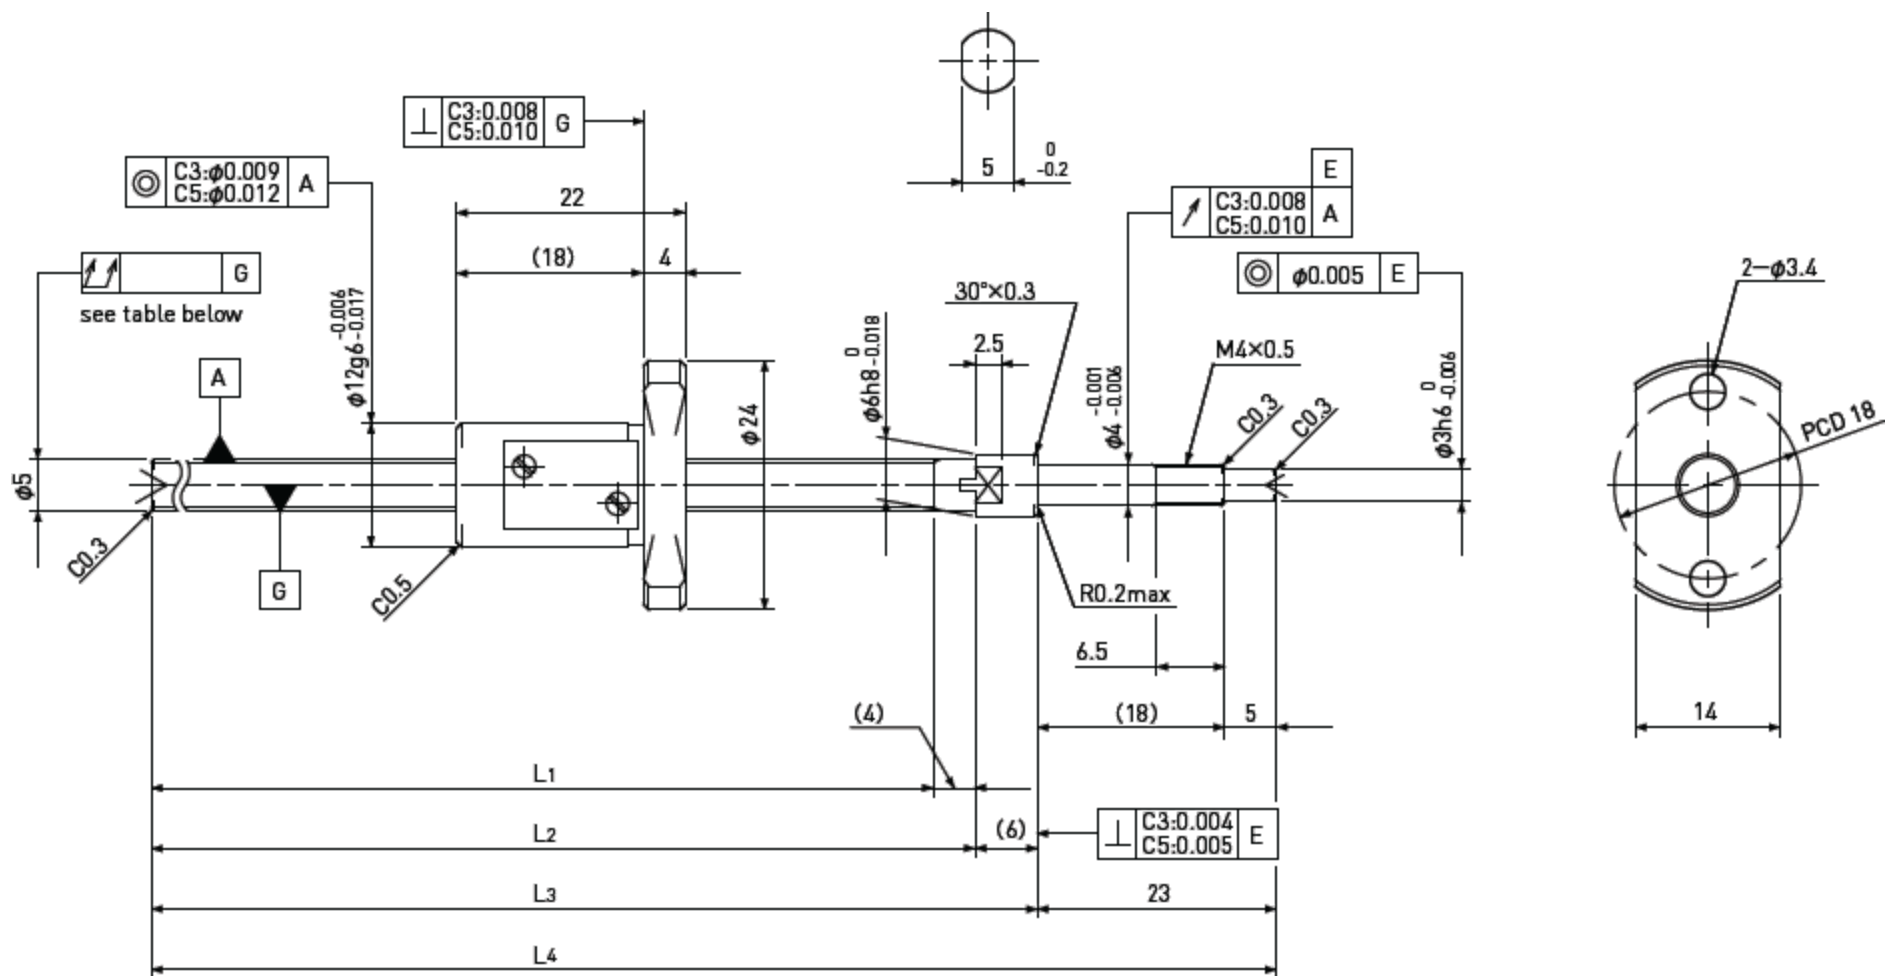 5 0 -0.2
⊥ C3:0.008 G
C5:0.010
◎ C3:ϕ0.009 A
C5:ϕ0.012
22
E
↗ C3:0.008 A
C5:0.010
G
see table below
(18)
4
◎ ϕ0.005 E
2-ϕ3.4
30°×0.3
ϕ12g6 -0.006 -0.017
ϕ6h8 0 -0.018
2.5
M4×0.5
A
ϕ24
ϕ4 -0.001 -0.006
C0.3
C0.3
ϕ3h6 0 -0.006
PCD 18
ϕ5
C0.3
G
C0.5
R0.2max
6.5
(4)
(18)
5
14
L1
L2
(6)
⊥ C3:0.004 E
C5:0.005
L3
23
L4